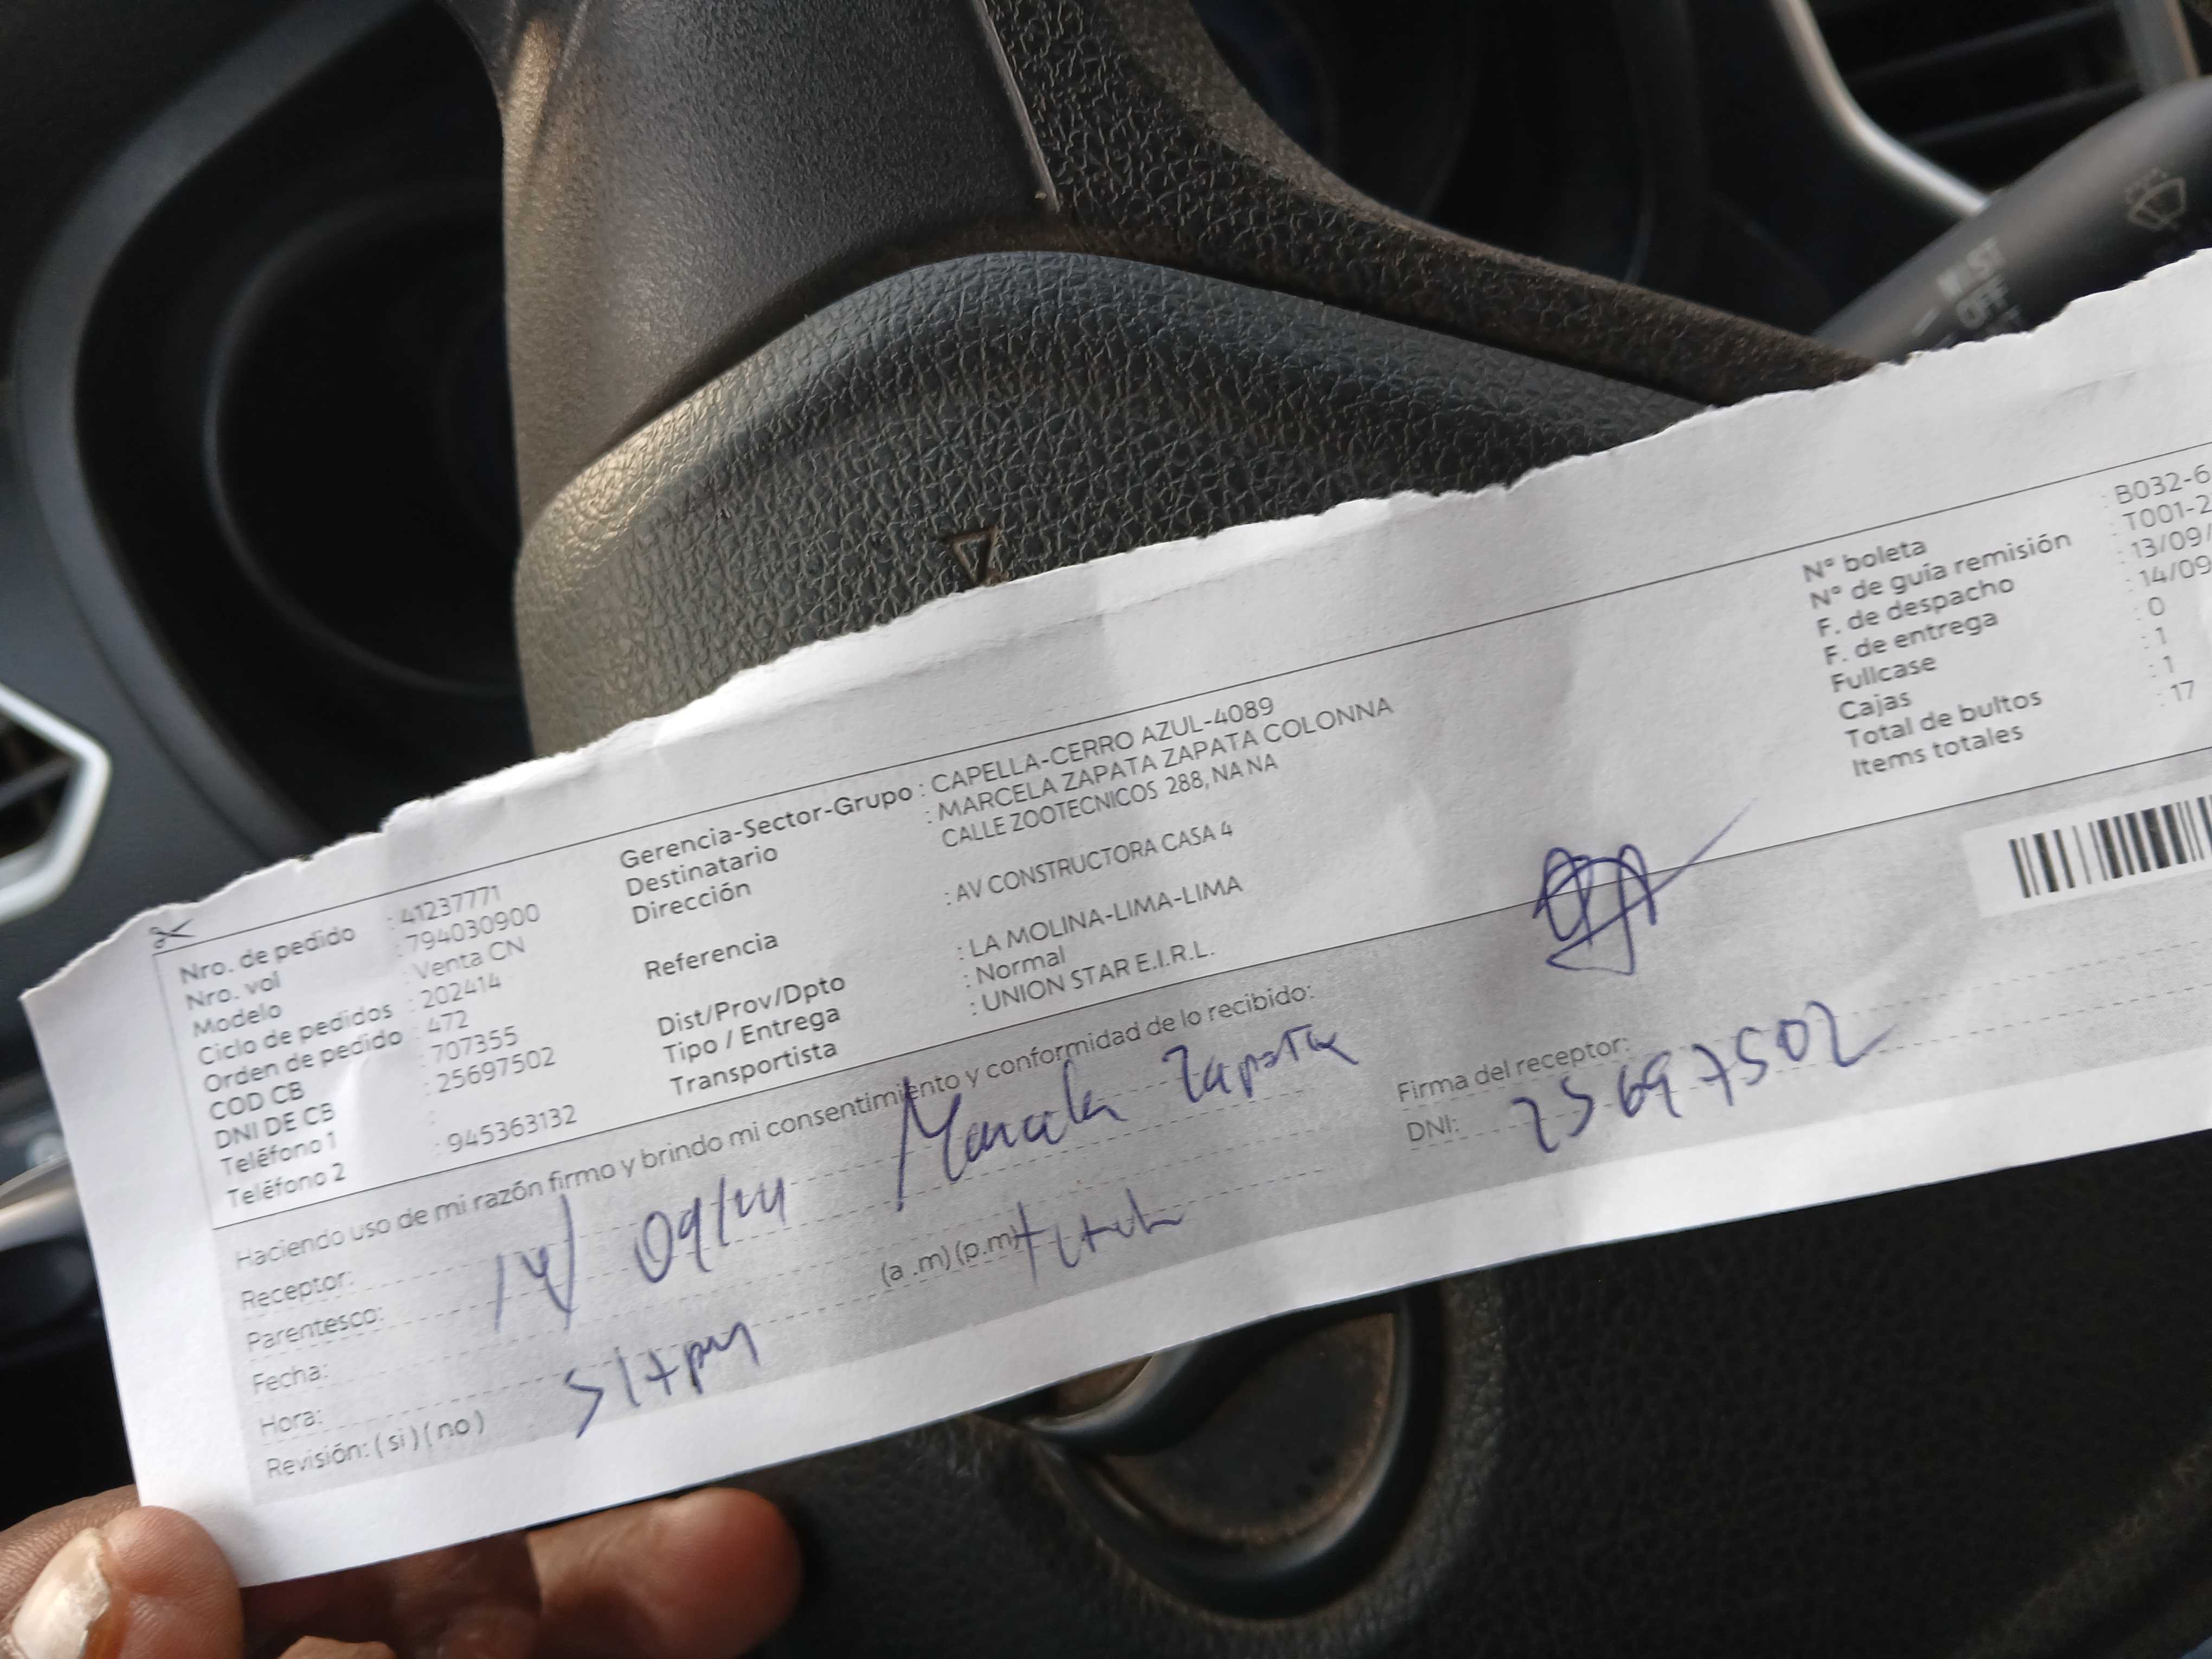 MIST
OFF
Nro. de pedido : 41237771
Nro. vol : 794030900
Modelo : Venta CN
Ciclo de pedidos : 202414
Orden de pedido : 472
COD CB : 707355
DNI DE CB : 25697502
Teléfono 1 :
Teléfono 2 : 945363132
Gerencia-Sector-Grupo : CAPELLA-CERRO AZUL-4089
Destinatario : MARCELA ZAPATA ZAPATA COLONNA
Dirección CALLE ZOOTECNICOS 288, NA NA
Referencia : AV CONSTRUCTORA CASA 4
Dist/Prov/Dpto : LA MOLINA-LIMA-LIMA
Tipo / Entrega : Normal
Transportista : UNION STAR E.I.R.L.
N° boleta : B032-6
N° de guía remisión : T001-2
F. de despacho : 13/09/
F. de entrega : 14/09
Fullcase : 0
Cajas : 1
Total de bultos : 1
Items totales : 17
Haciendo uso de mi razón firmo y brindo mi consentimiento y conformidad de lo recibido:
Receptor: Marcela Zapata
Parentesco:
Fecha: 14/09/24
Hora: (a .m) (p.m)
Revisión: ( si ) ( no )
Firma del receptor:
DNI: 25697502